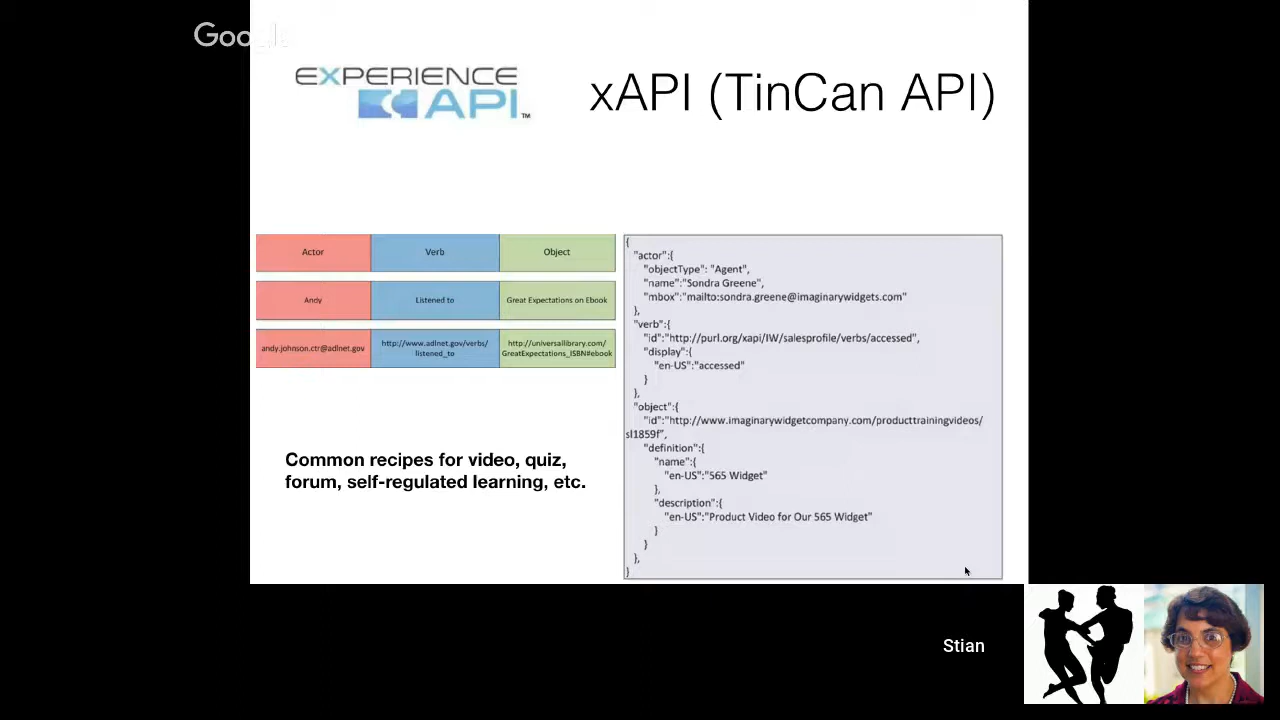 Google
EXPERIENCE
API™
xAPI (TinCan API)
Actor Verb Object
Andy Listened to Great Expectations on Ebook
andy.johnson.ctr@adlnet.gov
http://www.adlnet.gov/verbs/
listened_to
http://universailibrary.com/
GreatExpectations_ISBN#ebook
Common recipes for video, quiz,
forum, self-regulated learning, etc.
{
"actor":{
"objectType": "Agent",
"name":"Sondra Greene",
"mbox":"mailto:sondra.greene@imaginarywidgets.com"
},
"verb":{
"id":"http://purl.org/xapi/IW/salesprofile/verbs/accessed",
"display":{
"en-US":"accessed"
}
},
"object":{
"id":"http://www.imaginarywidgetcompany.com/producttrainingvideos/
sl1859f",
"definition":{
"name":{
"en-US":"565 Widget"
},
"description":{
"en-US":"Product Video for Our 565 Widget"
}
}
},
}
Stian